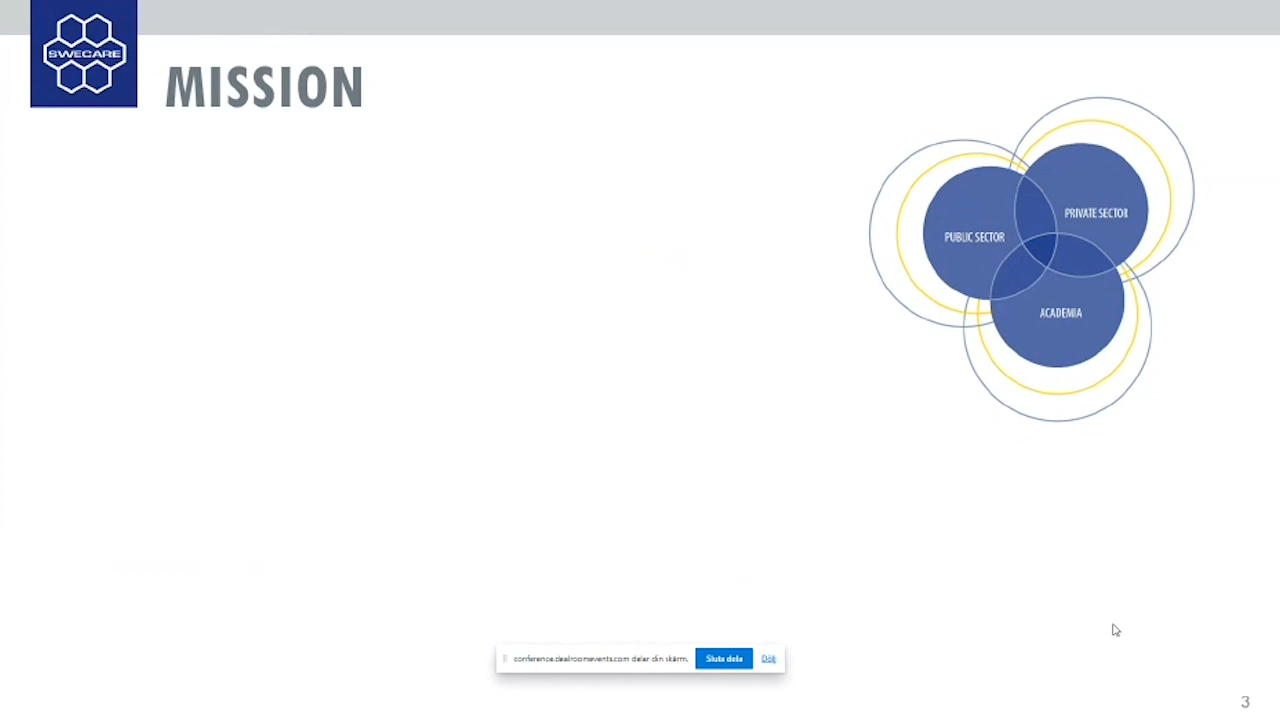 SWECARE
MISSION
PRIVATE SECTOR
PUBLIC SECTOR
ACADEMIA
conference.dealroomevents.com delar din skärm.
Sluta dela
Dölj
3